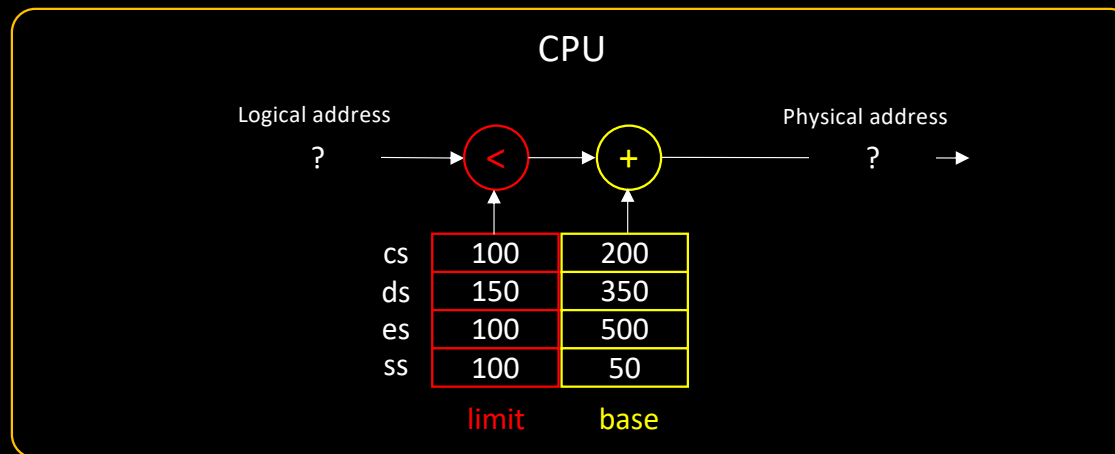 CPU
Logical address
Physical address
? < + ?
cs 100 200
ds 150 350
es 100 500
ss 100 50
limit base